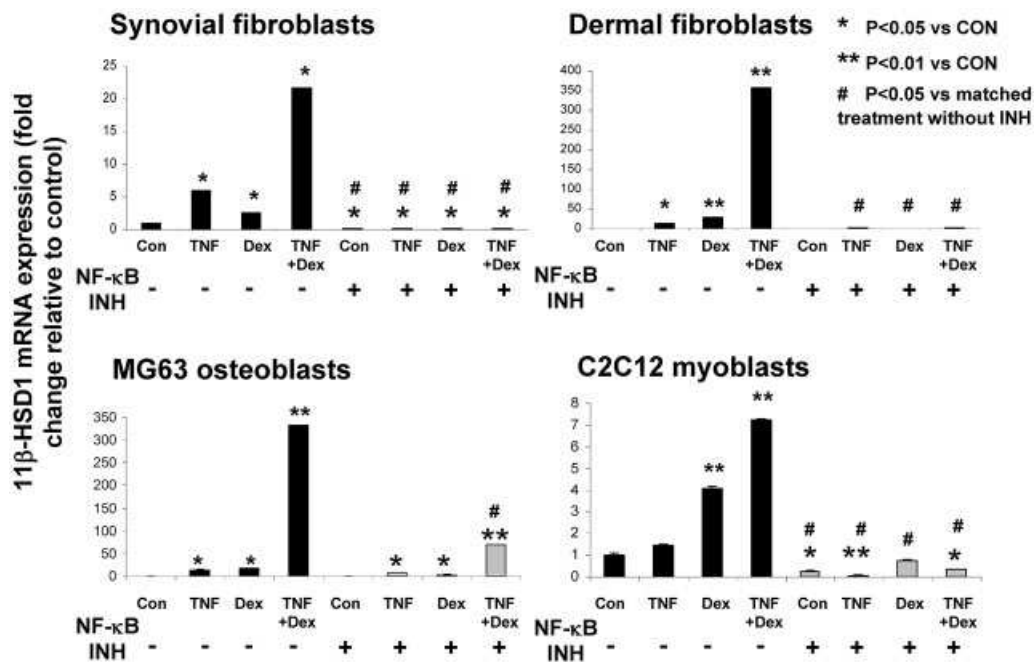 Synovial fibroblasts
Dermal fibroblasts
* P<0.05 vs CON
** P<0.01 vs CON
# P<0.05 vs matched
treatment without INH
11β-HSD1 mRNA expression (fold
change relative to control)
25
20
15
10
5
0
* * * * # # # #
* * * *
Con TNF Dex TNF Con TNF Dex TNF
+Dex +Dex
NF-κB
INH - - - - + + + +
400
350
300
250
200
150
100
50
0
* ** ** # # #
Con TNF Dex TNF Con TNF Dex TNF
+Dex +Dex
NF-κB
INH - - - - + + + +
MG63 osteoblasts
350
300
250
200
150
100
50
0
* * ** * * #
**
Con TNF Dex TNF Con TNF Dex TNF
+Dex +Dex
NF-κB
INH - - - - + + + +
C2C12 myoblasts
8
7
6
5
4
3
2
1
0
** ** # # # #
* ** *
Con TNF Dex TNF Con TNF Dex TNF
+Dex +Dex
NF-κB
INH - - - - + + + +